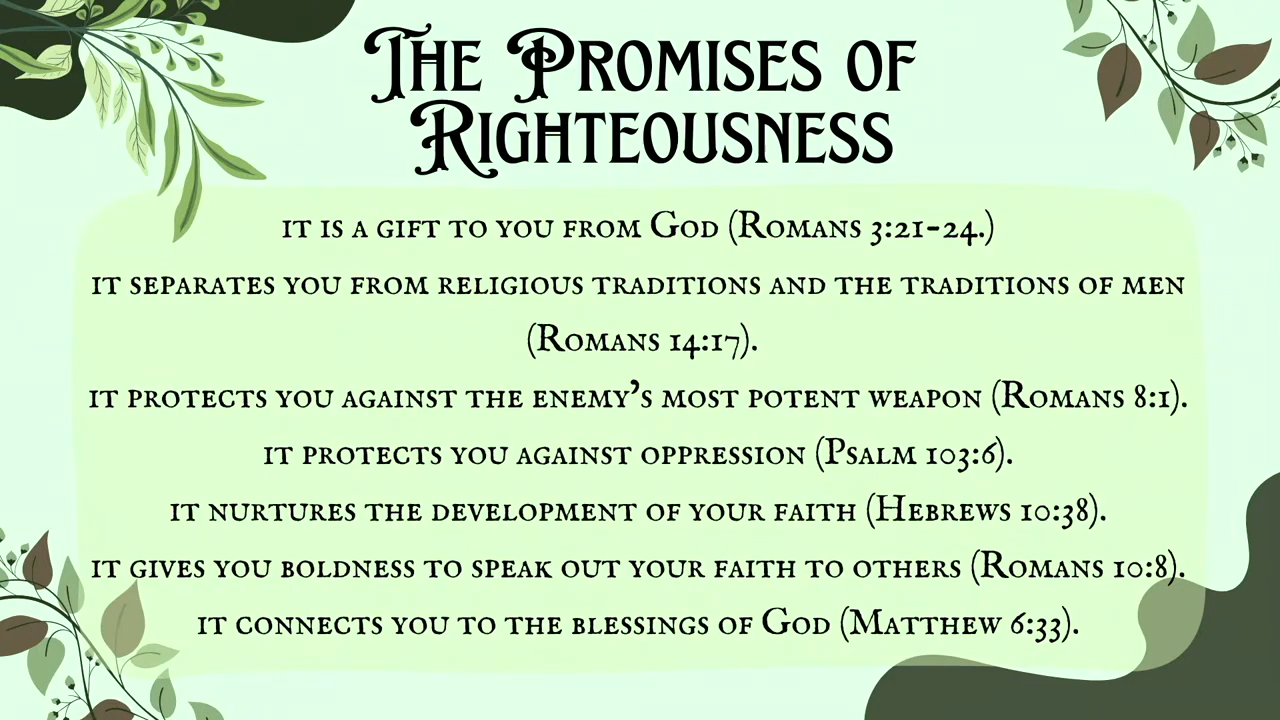 The Promises of
Righteousness
it is a gift to you from God (Romans 3:21-24.)
it separates you from religious traditions and the traditions of men
(Romans 14:17).
it protects you against the enemy's most potent weapon (Romans 8:1).
it protects you against oppression (Psalm 103:6).
it nurtures the development of your faith (Hebrews 10:38).
it gives you boldness to speak out your faith to others (Romans 10:8).
it connects you to the blessings of God (Matthew 6:33).